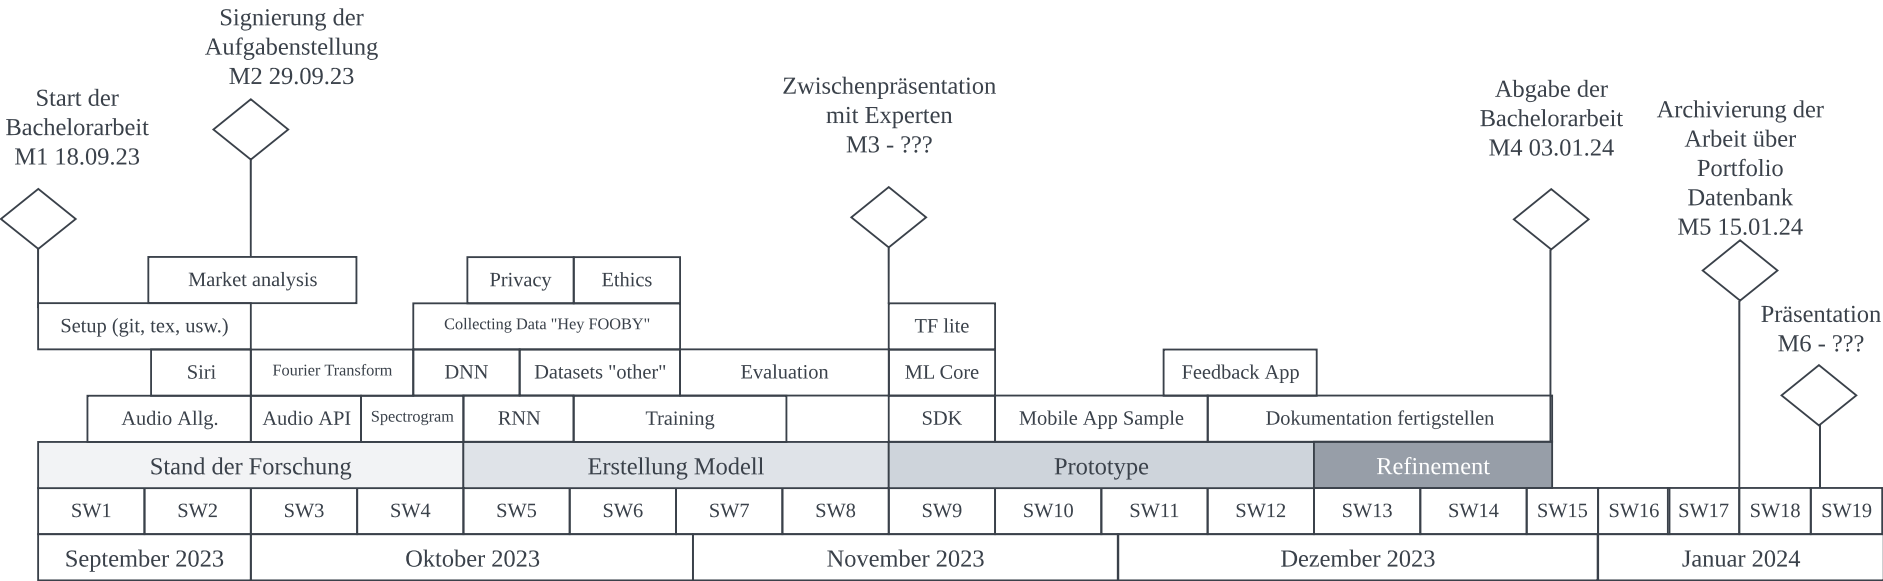 Signierung der
Aufgabenstellung
M2 29.09.23
Start der
Bachelorarbeit
M1 18.09.23
Zwischenpräsentation
mit Experten
M3 - ???
Abgabe der
Bachelorarbeit
M4 03.01.24
Archivierung der
Arbeit über
Portfolio
Datenbank
M5 15.01.24
Präsentation
M6 - ???
Market analysis
Privacy
Ethics
Setup (git, tex, usw.)
Collecting Data "Hey FOOBY"
TF lite
Siri
Fourier Transform
DNN
Datasets "other"
Evaluation
ML Core
Feedback App
Audio Allg.
Audio API
Spectrogram
RNN
Training
SDK
Mobile App Sample
Dokumentation fertigstellen
Stand der Forschung
Erstellung Modell
Prototype
Refinement
SW1
SW2
SW3
SW4
SW5
SW6
SW7
SW8
SW9
SW10
SW11
SW12
SW13
SW14
SW15
SW16
SW17
SW18
SW19
September 2023
Oktober 2023
November 2023
Dezember 2023
Januar 2024